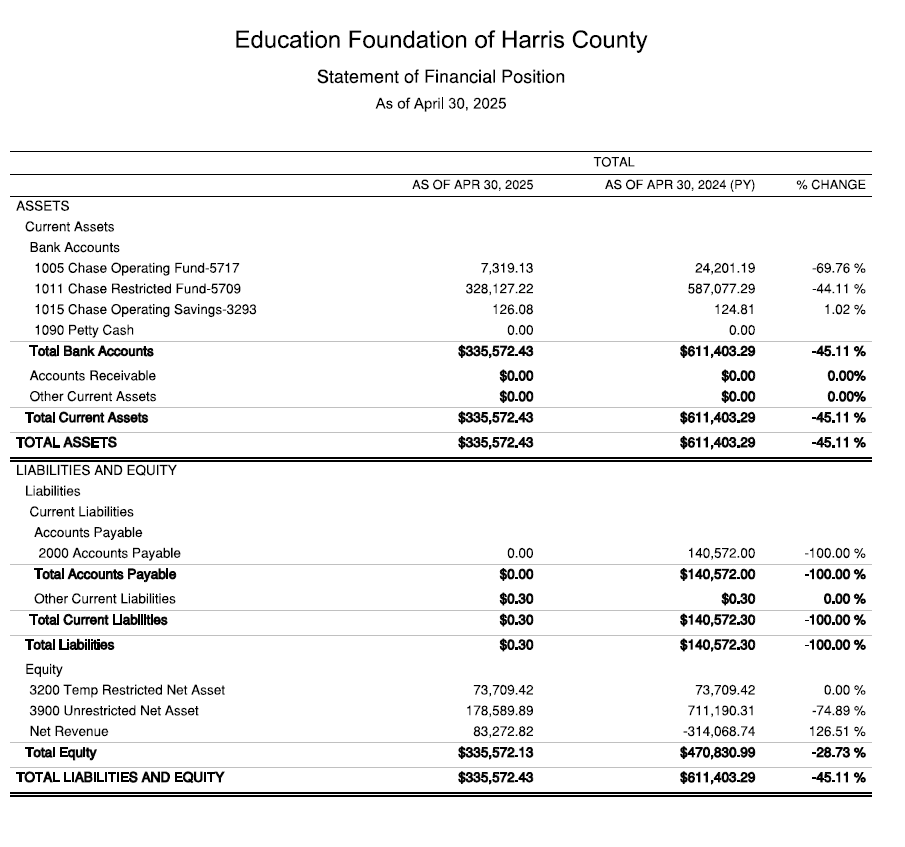 Education Foundation of Harris County
Statement of Financial Position
As of April 30, 2025
TOTAL
AS OF APR 30, 2025 AS OF APR 30, 2024 (PY) % CHANGE
ASSETS
Current Assets
Bank Accounts
1005 Chase Operating Fund-5717 7,319.13 24,201.19 -69.76 %
1011 Chase Restricted Fund-5709 328,127.22 587,077.29 -44.11 %
1015 Chase Operating Savings-3293 126.08 124.81 1.02 %
1090 Petty Cash 0.00 0.00
Total Bank Accounts $335,572.43 $611,403.29 -45.11 %
Accounts Receivable $0.00 $0.00 0.00%
Other Current Assets $0.00 $0.00 0.00%
Total Current Assets $335,572.43 $611,403.29 -45.11 %
TOTAL ASSETS $335,572.43 $611,403.29 -45.11 %
LIABILITIES AND EQUITY
Liabilities
Current Liabilities
Accounts Payable
2000 Accounts Payable 0.00 140,572.00 -100.00 %
Total Accounts Payable $0.00 $140,572.00 -100.00 %
Other Current Liabilities $0.30 $0.30 0.00 %
Total Current Liabilities $0.30 $140,572.30 -100.00 %
Total Liabilities $0.30 $140,572.30 -100.00 %
Equity
3200 Temp Restricted Net Asset 73,709.42 73,709.42 0.00 %
3900 Unrestricted Net Asset 178,589.89 711,190.31 -74.89 %
Net Revenue 83,272.82 -314,068.74 126.51 %
Total Equity $335,572.13 $470,830.99 -28.73 %
TOTAL LIABILITIES AND EQUITY $335,572.43 $611,403.29 -45.11 %